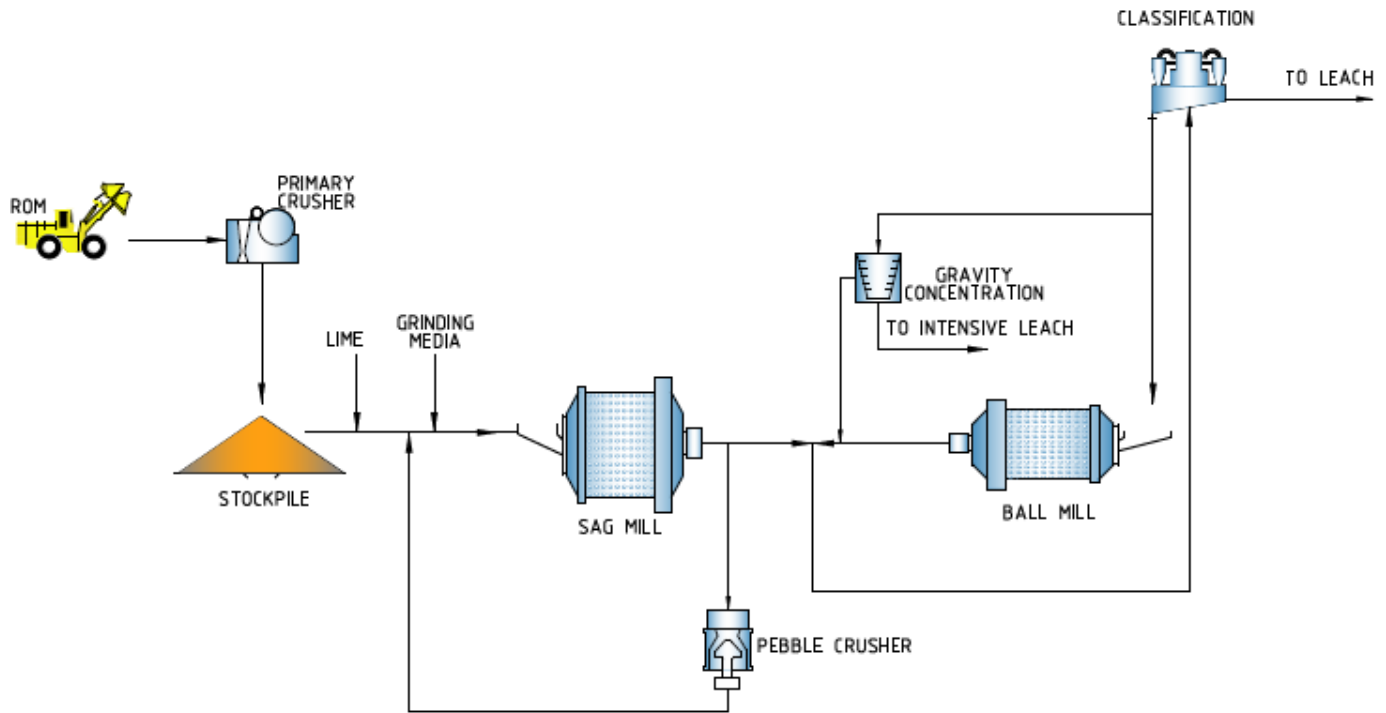 CLASSIFICATION
TO LEACH
PRIMARY
CRUSHER
ROM
GRAVITY
CONCENTRATION
TO INTENSIVE LEACH
GRINDING
MEDIA
LIME
STOCKPILE
SAG MILL
BALL MILL
PEBBLE CRUSHER